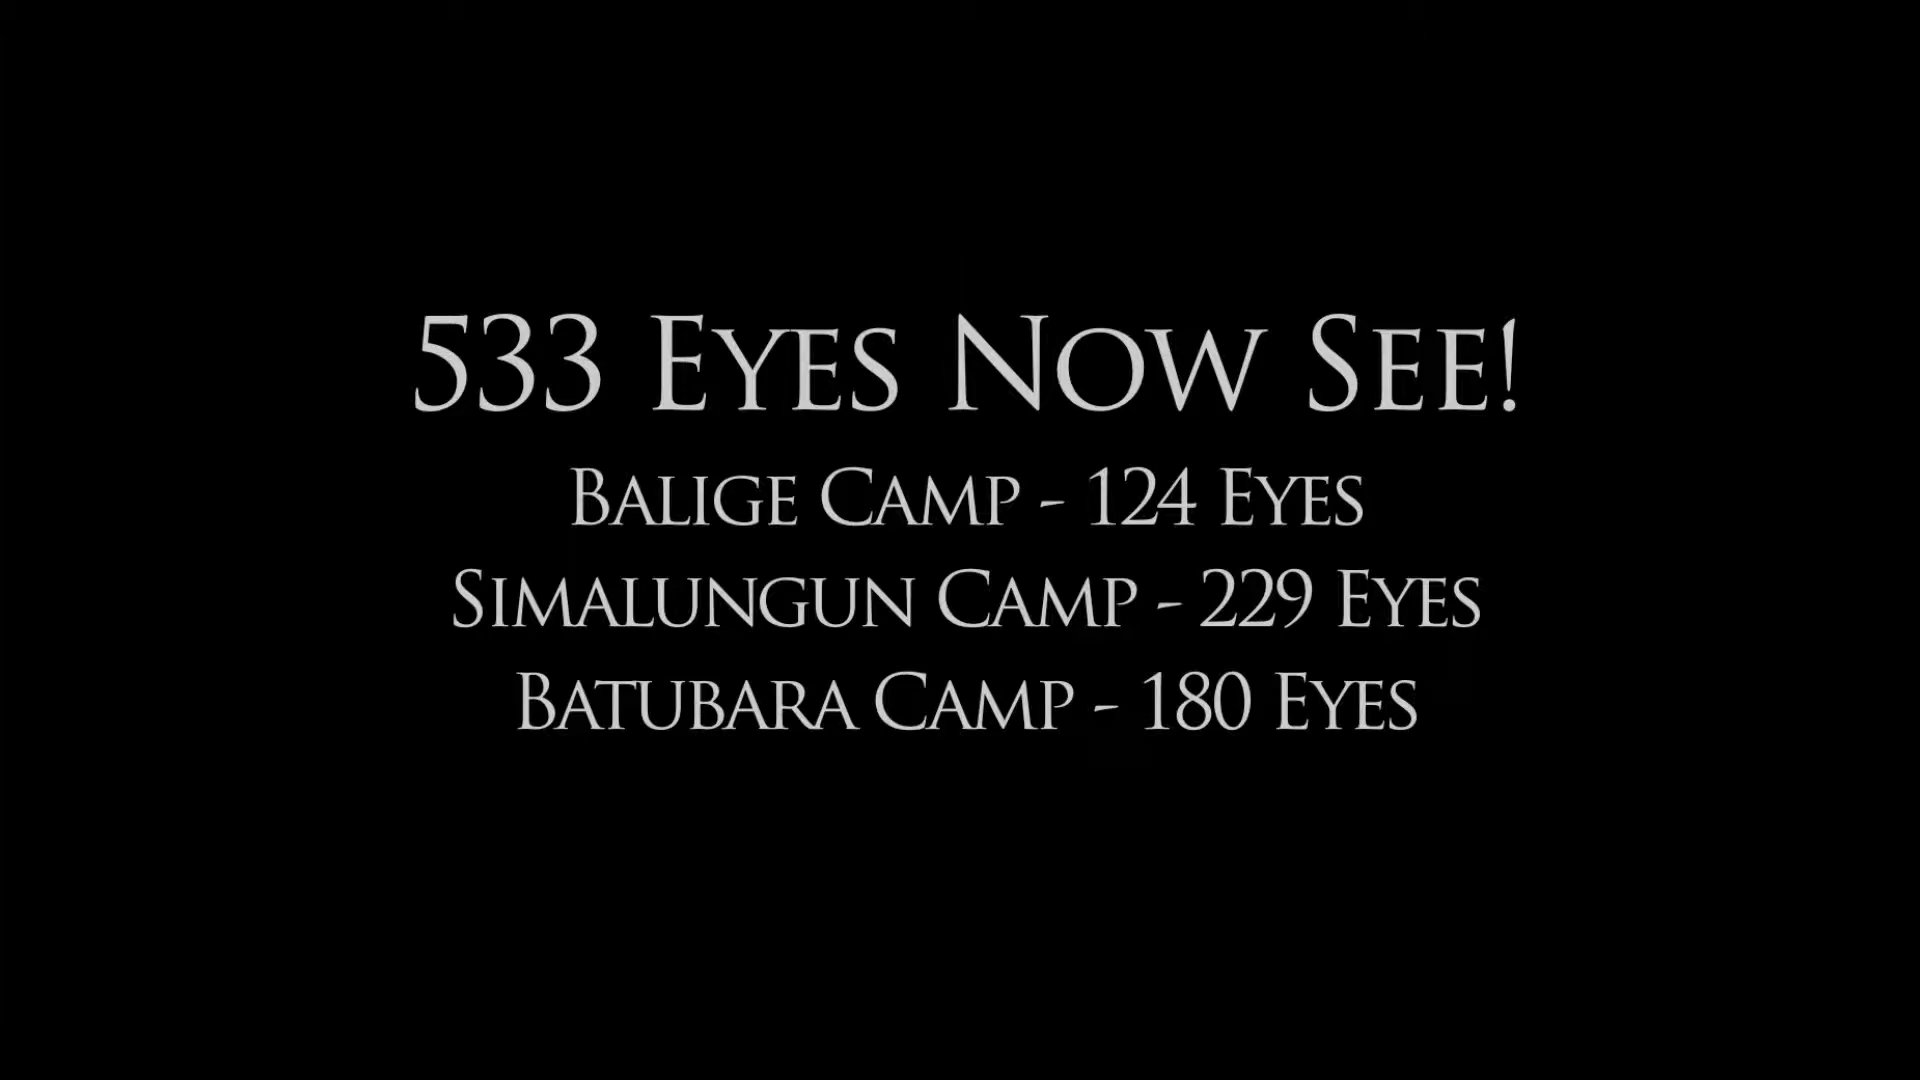 533 Eyes Now See!
Balige Camp - 124 Eyes
Simalungun Camp - 229 Eyes
Batubara Camp - 180 Eyes